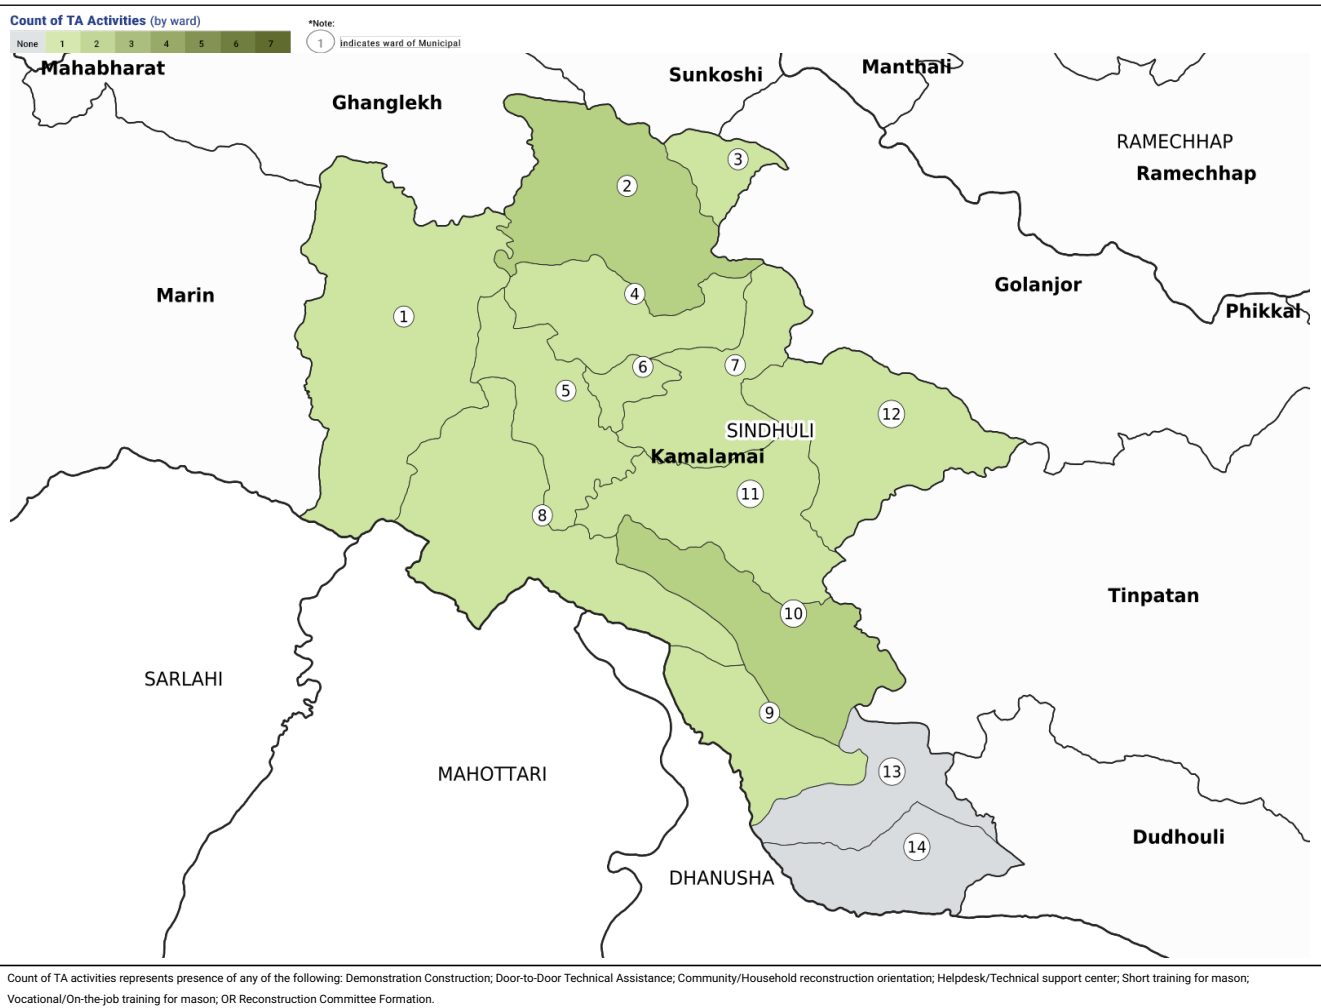 Count of TA Activities (by ward)
*Note:
None 1 2 3 4 5 6 7
1 indicates ward of Municipal
Mahabharat
Ghanglekh
Sunkoshi
Manthali
RAMECHHAP
Ramechhap
3
2
Marin
Golanjor
4
Phikkal
1
6
7
5
12
SINDHULI
Kamalamai
11
8
Tinpatan
10
SARLAHI
9
MAHOTTARI
13
Dudhouli
14
DHANUSHA
Count of TA activities represents presence of any of the following: Demonstration Construction; Door-to-Door Technical Assistance; Community/Household reconstruction orientation; Helpdesk/Technical support center; Short training for mason;
Vocational/On-the-job training for mason; OR Reconstruction Committee Formation.